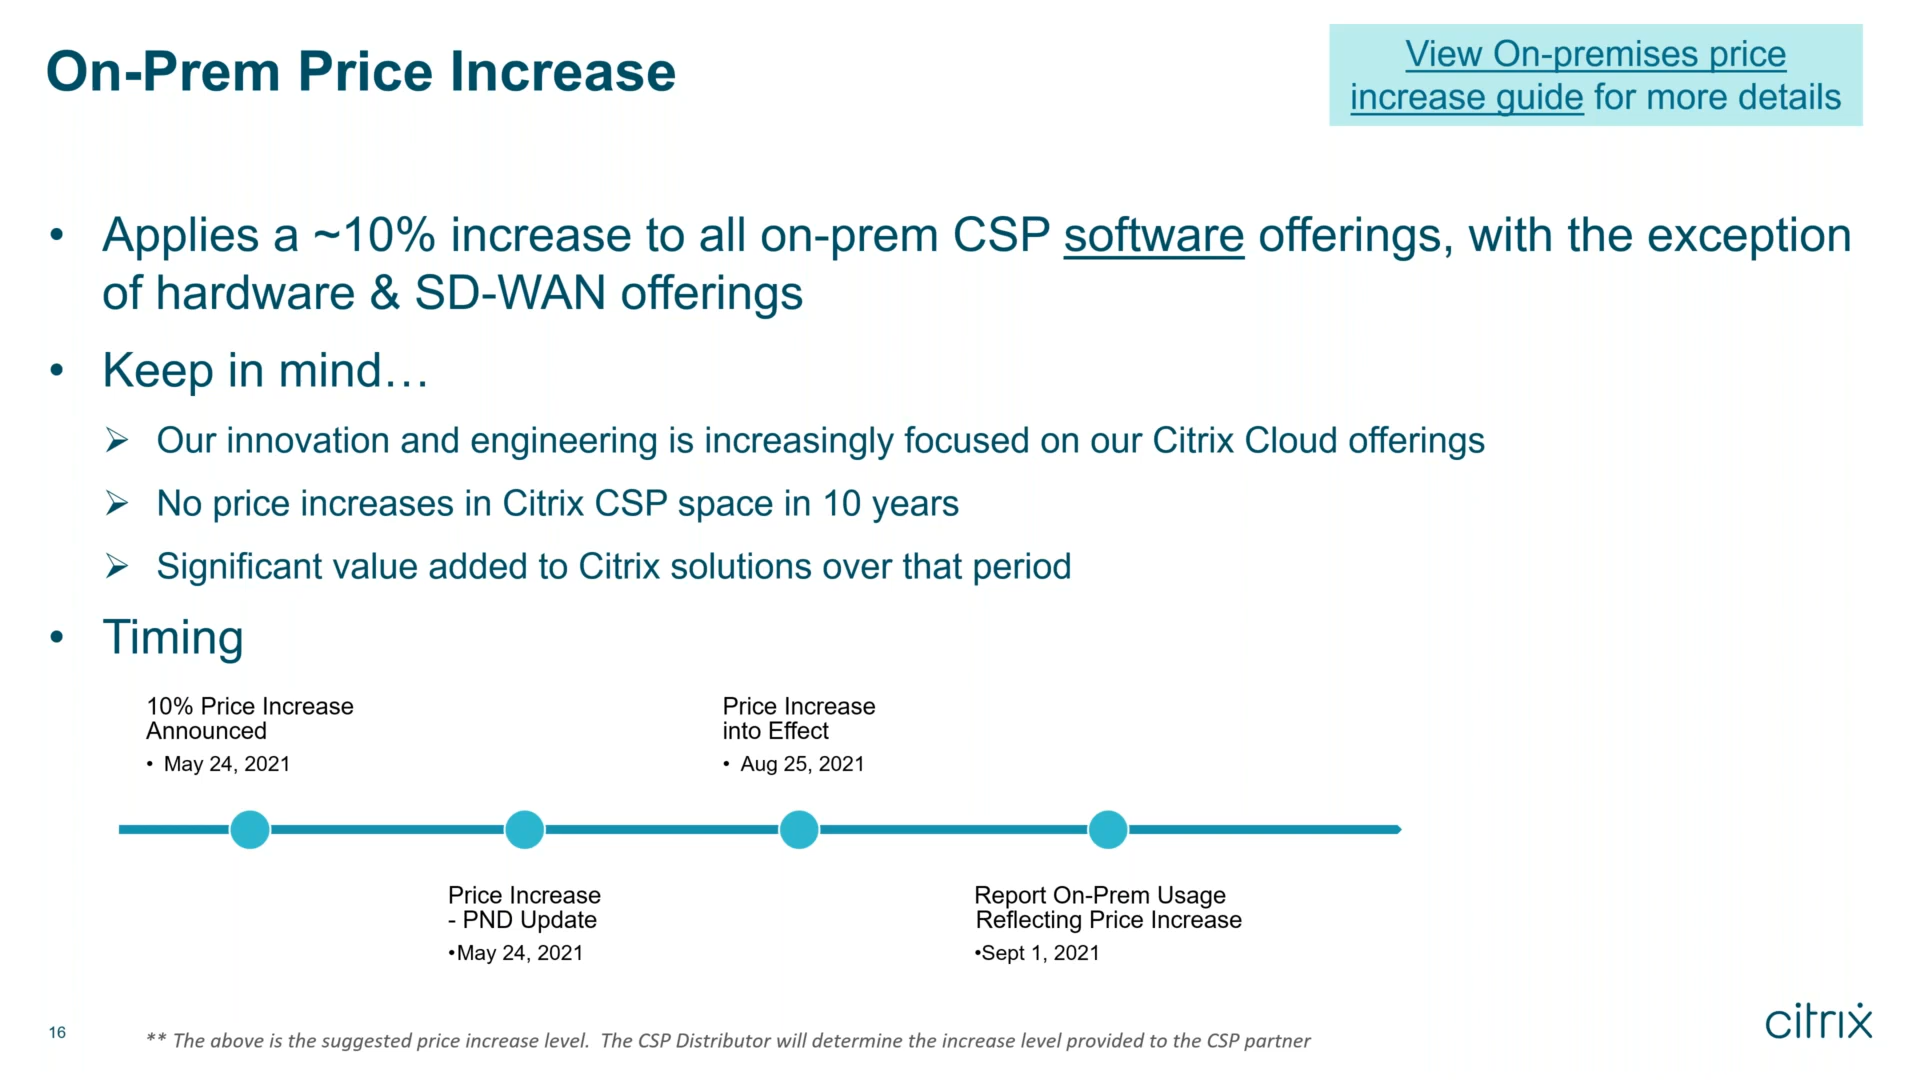 On-Prem Price Increase
View On-premises price
increase guide for more details
• Applies a ~10% increase to all on-prem CSP software offerings, with the exception
of hardware & SD-WAN offerings
• Keep in mind…
➢ Our innovation and engineering is increasingly focused on our Citrix Cloud offerings
➢ No price increases in Citrix CSP space in 10 years
➢ Significant value added to Citrix solutions over that period
• Timing
10% Price Increase
Announced
• May 24, 2021
Price Increase
into Effect
• Aug 25, 2021
Price Increase
- PND Update
•May 24, 2021
Report On-Prem Usage
Reflecting Price Increase
•Sept 1, 2021
16
** The above is the suggested price increase level. The CSP Distributor will determine the increase level provided to the CSP partner
citrix